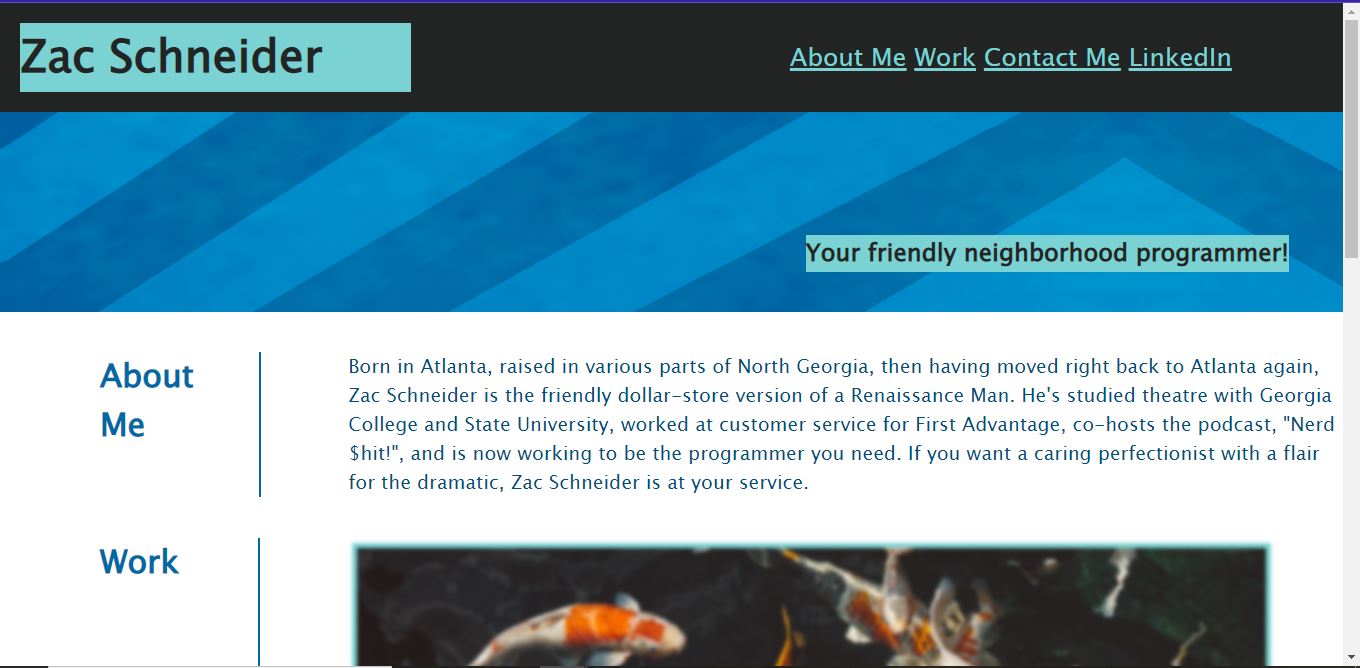 Zac Schneider
About Me Work Contact Me LinkedIn
Your friendly neighborhood programmer!
About
Me
Born in Atlanta, raised in various parts of North Georgia, then having moved right back to Atlanta again,
Zac Schneider is the friendly dollar-store version of a Renaissance Man. He's studied theatre with Georgia
College and State University, worked at customer service for First Advantage, co-hosts the podcast, "Nerd
$hit!", and is now working to be the programmer you need. If you want a caring perfectionist with a flair
for the dramatic, Zac Schneider is at your service.
Work